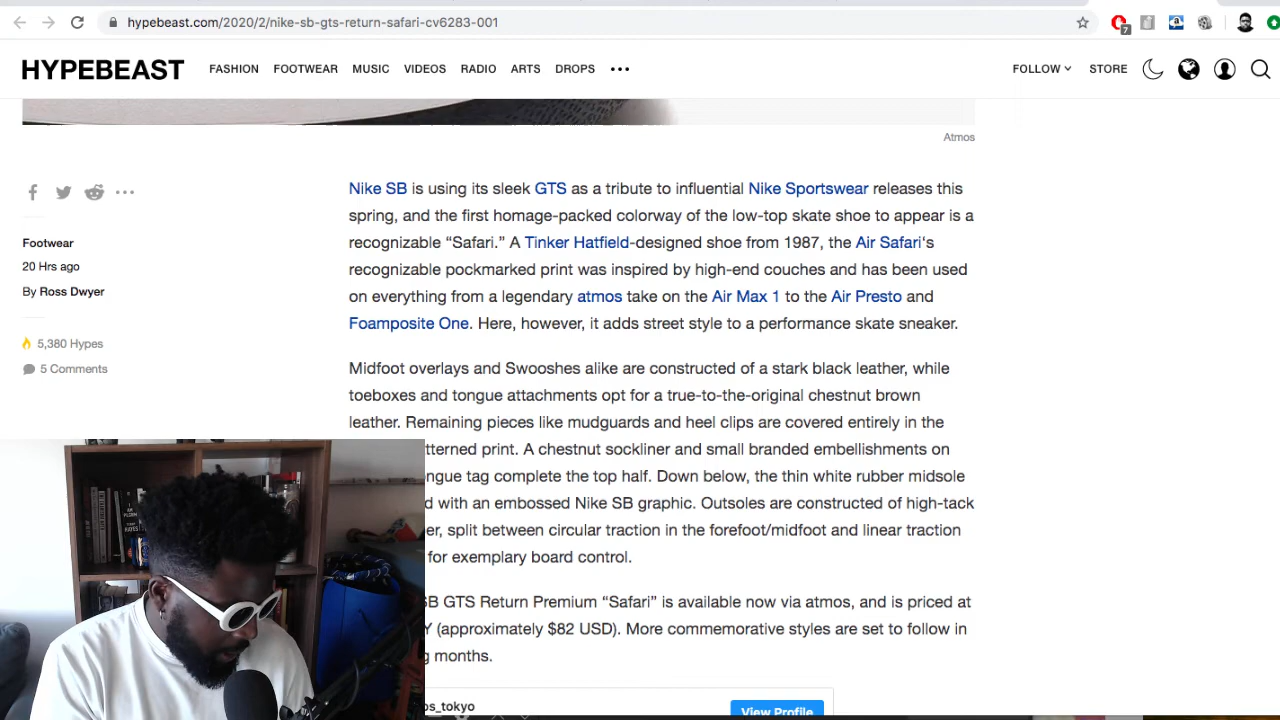 hypebeast.com/2020/2/nike-sb-gts-return-safari-cv6283-001
7
HYPEBEAST FASHION FOOTWEAR MUSIC VIDEOS RADIO ARTS DROPS ••• FOLLOW STORE
Atmos
Footwear
20 Hrs ago
By Ross Dwyer
5,380 Hypes
5 Comments
Nike SB is using its sleek GTS as a tribute to influential Nike Sportswear releases this
spring, and the first homage-packed colorway of the low-top skate shoe to appear is a
recognizable “Safari.” A Tinker Hatfield-designed shoe from 1987, the Air Safari‘s
recognizable pockmarked print was inspired by high-end couches and has been used
on everything from a legendary atmos take on the Air Max 1 to the Air Presto and
Foamposite One. Here, however, it adds street style to a performance skate sneaker.
Midfoot overlays and Swooshes alike are constructed of a stark black leather, while
toeboxes and tongue attachments opt for a true-to-the-original chestnut brown
leather. Remaining pieces like mudguards and heel clips are covered entirely in the
tterned print. A chestnut sockliner and small branded embellishments on
ngue tag complete the top half. Down below, the thin white rubber midsole
d with an embossed Nike SB graphic. Outsoles are constructed of high-tack
er, split between circular traction in the forefoot/midfoot and linear traction
for exemplary board control.
SB GTS Return Premium “Safari” is available now via atmos, and is priced at
Y (approximately $82 USD). More commemorative styles are set to follow in
g months.
os_tokyo
View Profile